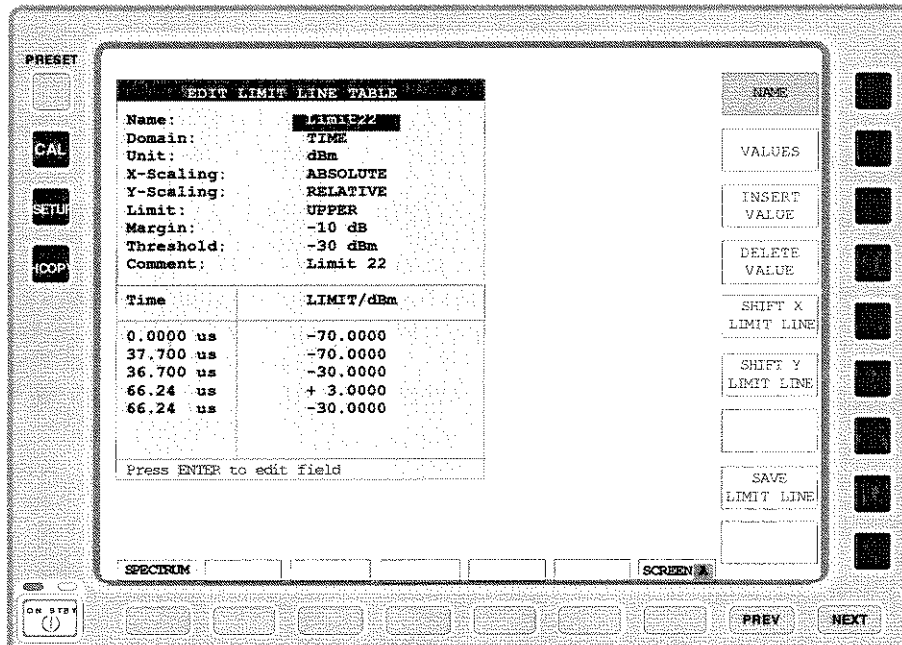 PRESET
CAL
SETUP
HCOPY
EDIT LIMIT LINE TABLE
Name: Limit22
Domain: TIME
Unit: dBm
X-Scaling: ABSOLUTE
Y-Scaling: RELATIVE
Limit: UPPER
Margin: -10 dB
Threshold: -30 dBm
Comment: Limit 22
Time LIMIT/dBm
0.0000 us -70.0000
37.700 us -70.0000
36.700 us -30.0000
66.24 us + 3.0000
66.24 us -30.0000
Press ENTER to edit field
NAME
VALUES
INSERT
VALUE
DELETE
VALUE
SHIFT X
LIMIT LINE
SHIFT Y
LIMIT LINE
SAVE
LIMIT LINE
SPECTRUM
SCREEN A
ON STBY
PREV
NEXT